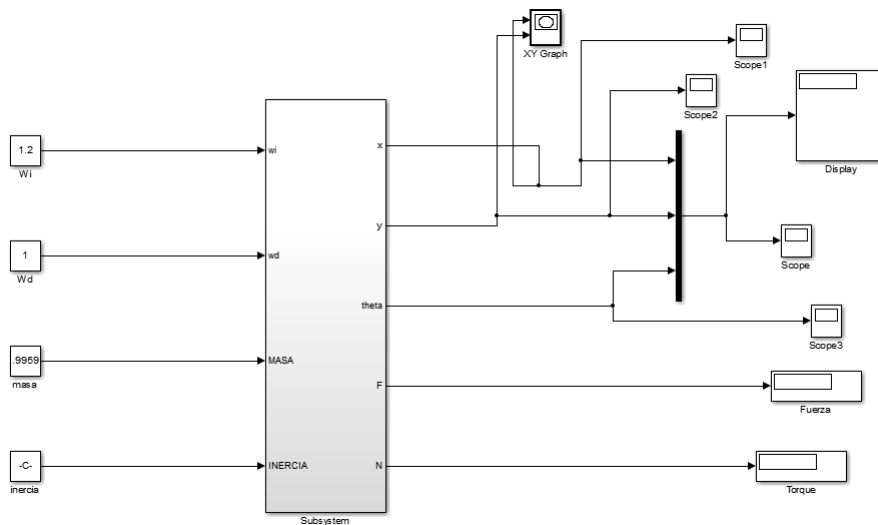 XY Graph
Scope1
Scope2
Display
1.2
Wi
wi
x
y
1
Wd
wd
Scope
theta
Scope3
.9959
masa
MASA
F
Fuerza
-C-
inercia
INERCIA
N
Torque
Subsystem